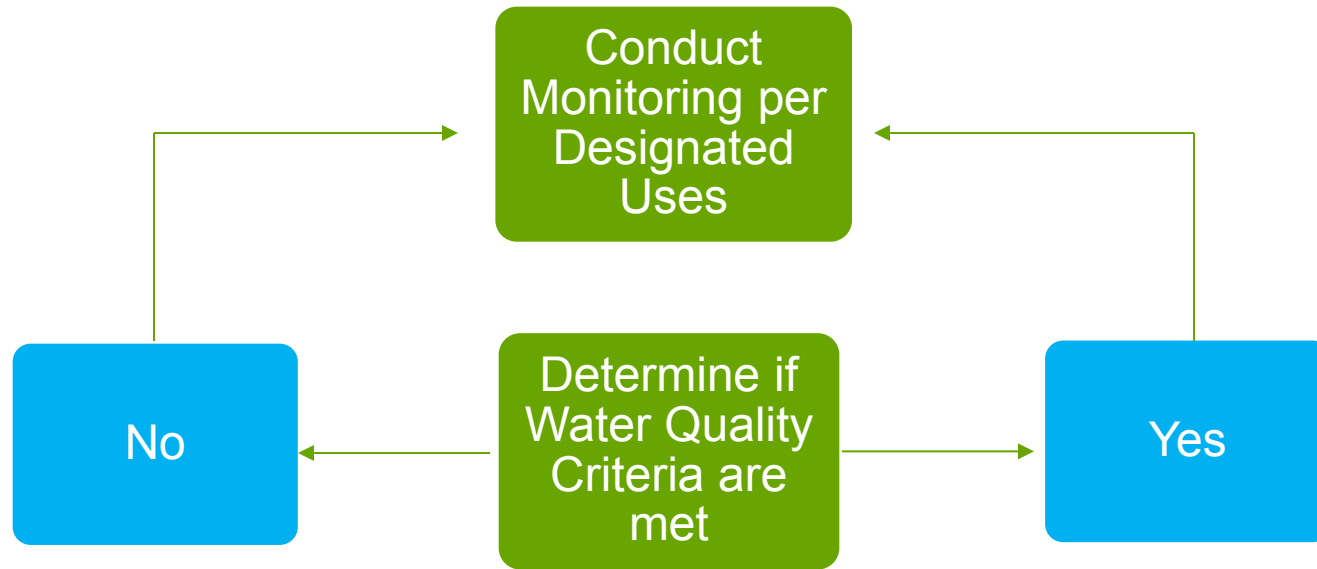 Conduct
Monitoring per
Designated
Uses
No
Determine if
Water Quality
Criteria are
met
Yes